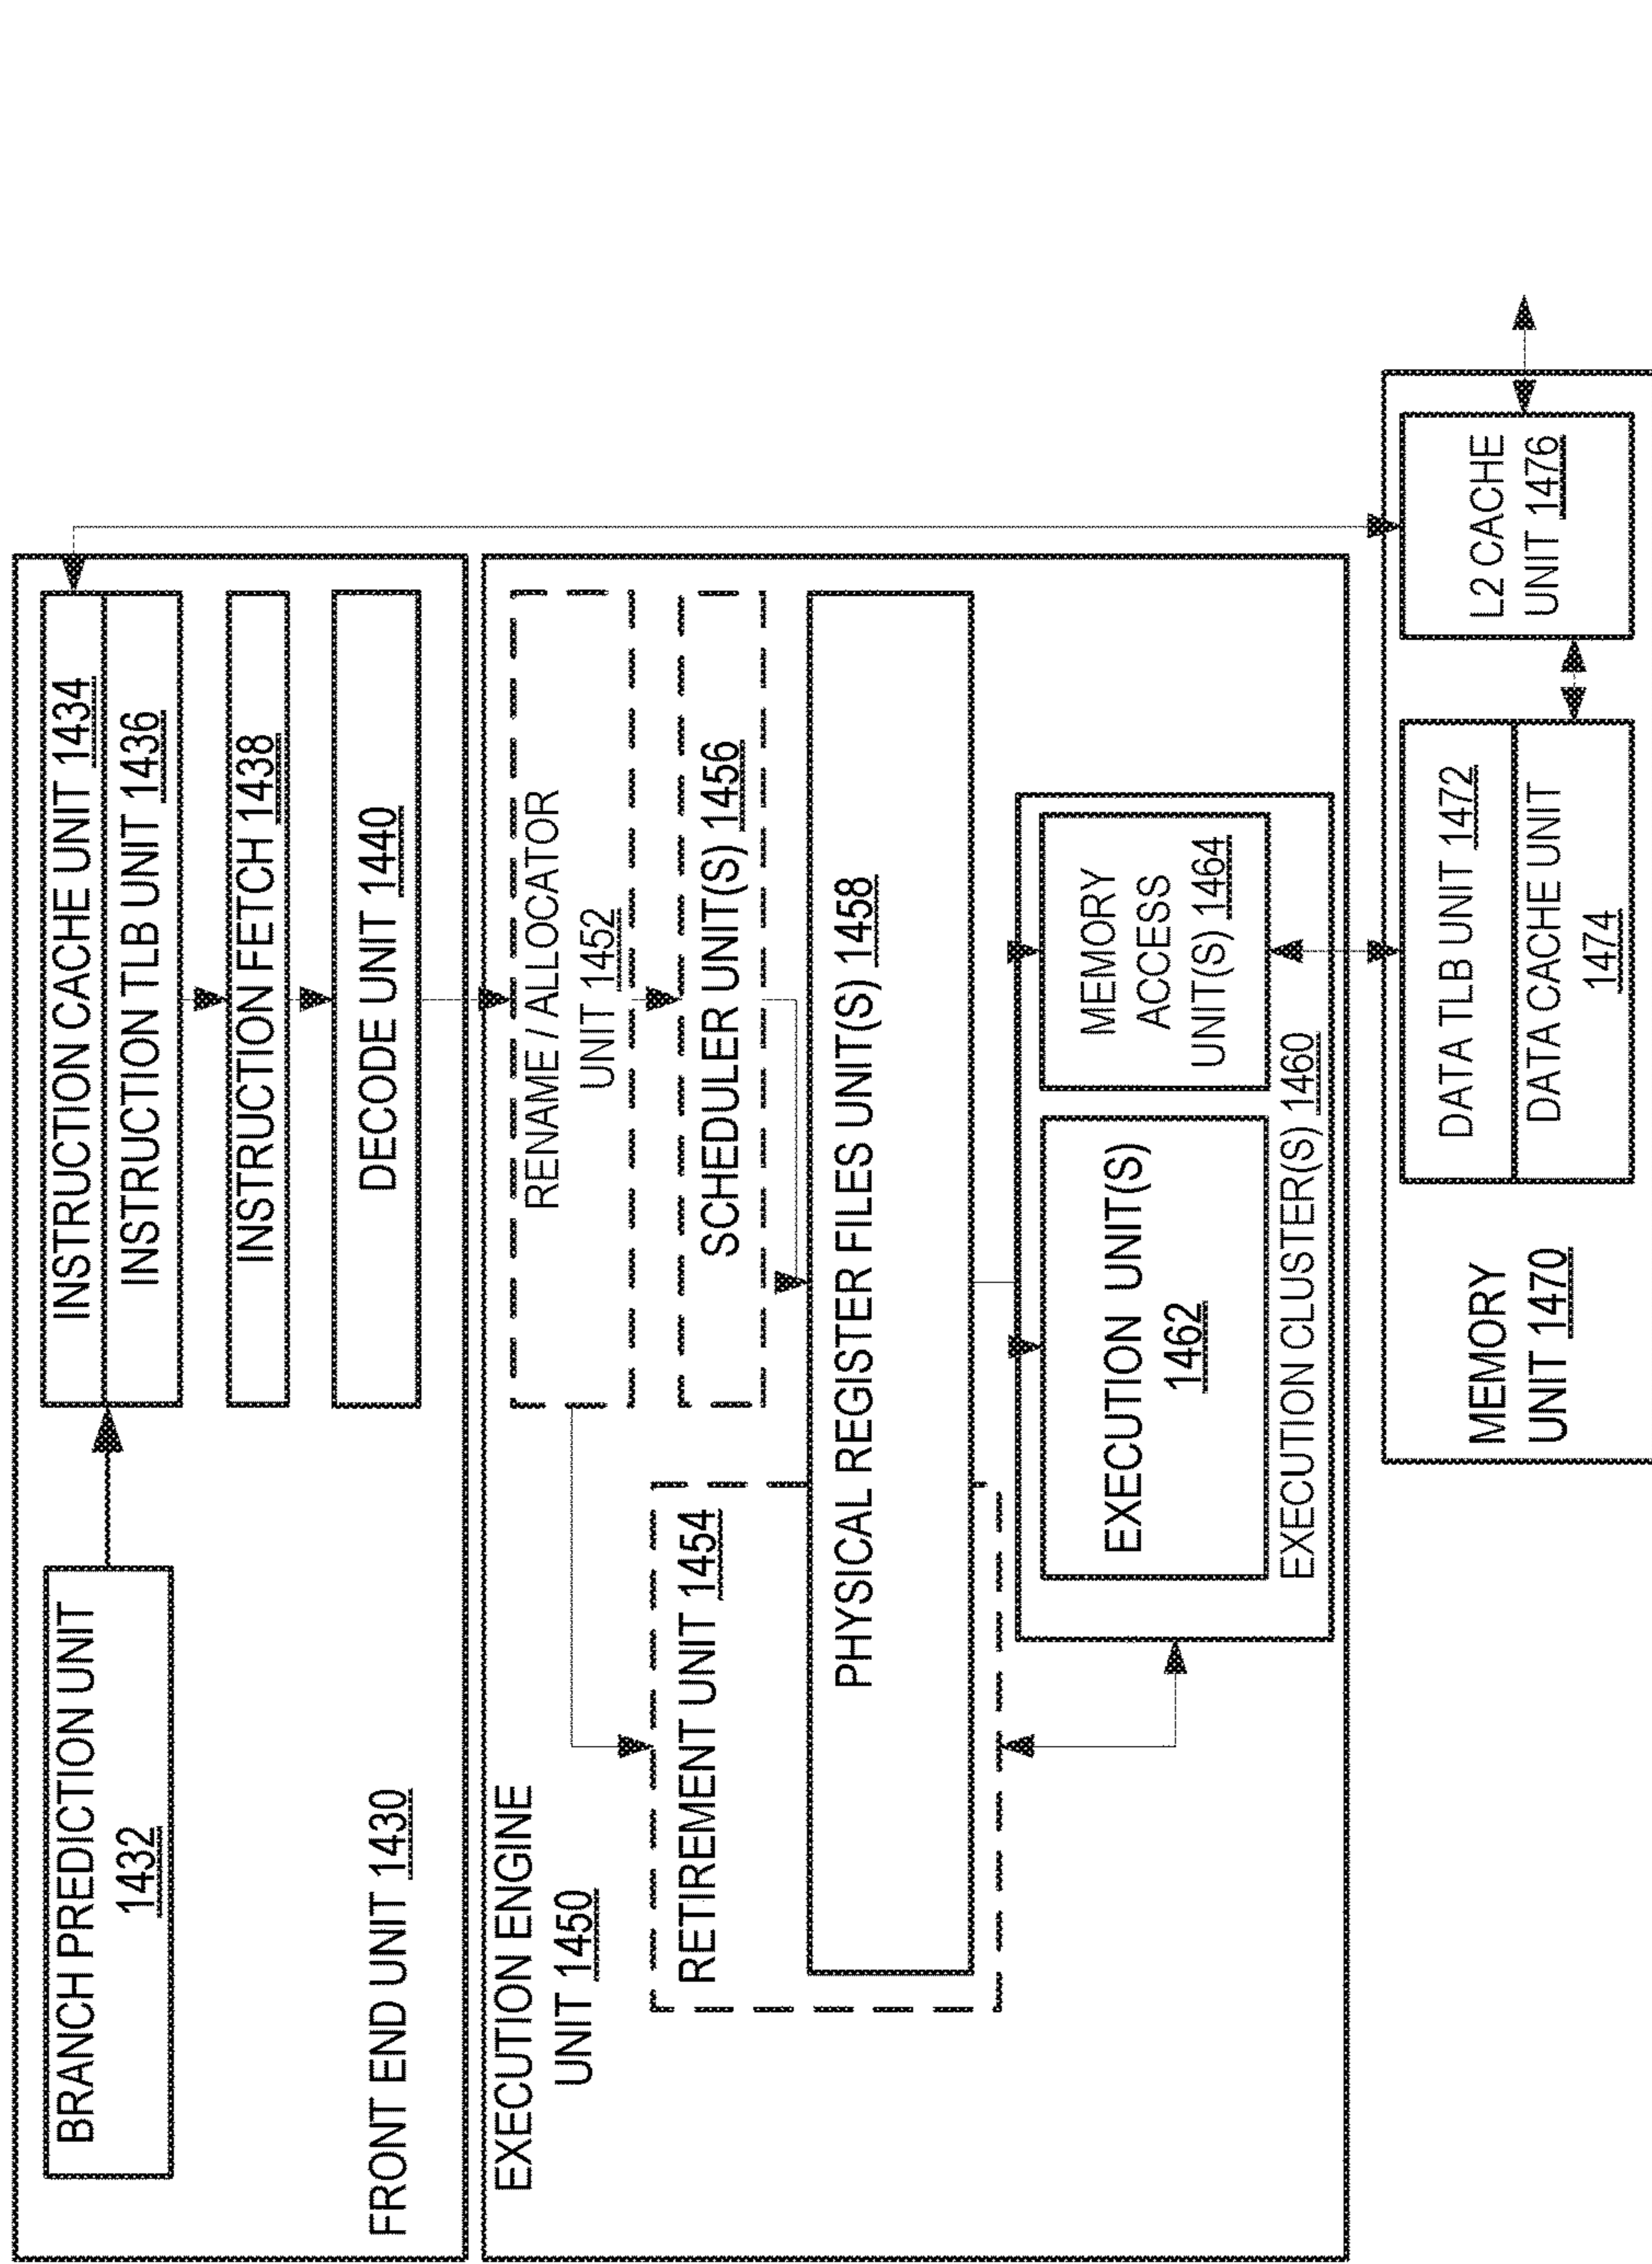 BRANCH PREDICTION UNIT
1432
INSTRUCTION CACHE UNIT 1434
INSTRUCTION TLB UNIT 1436
INSTRUCTION FETCH 1438
DECODE UNIT 1440
FRONT END UNIT 1430
EXECUTION ENGINE
UNIT 1450
RENAME / ALLOCATOR
UNIT 1452
RETIREMENT UNIT 1454
SCHEDULER UNIT(S) 1456
PHYSICAL REGISTER FILES UNIT(S) 1458
EXECUTION UNIT(S)
1462
MEMORY
ACCESS
UNIT(S) 1464
EXECUTION CLUSTER(S) 1460
MEMORY
UNIT 1470
DATA TLB UNIT 1472
DATA CACHE UNIT
1474
L2 CACHE
UNIT 1476